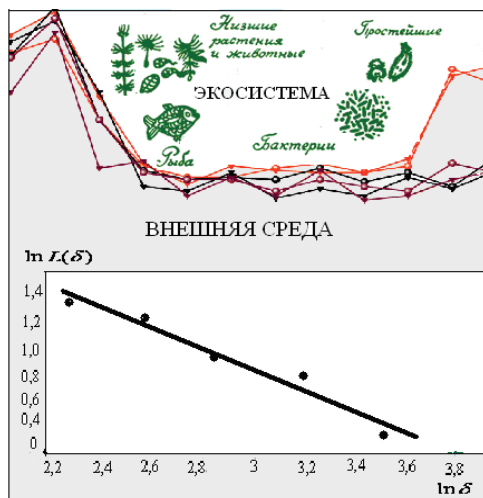 Низшие
растения
и животные
Простейшие
ЭКОСИСТЕМА
Рыба
Бактерии
ВНЕШНЯЯ СРЕДА
ln L(δ)
1,4
1,2
1,0
0,8
0,6
0,4
0
2,2 2,4 2,6 2,8 3 3,2 3,4 3,6 3,8
ln δ